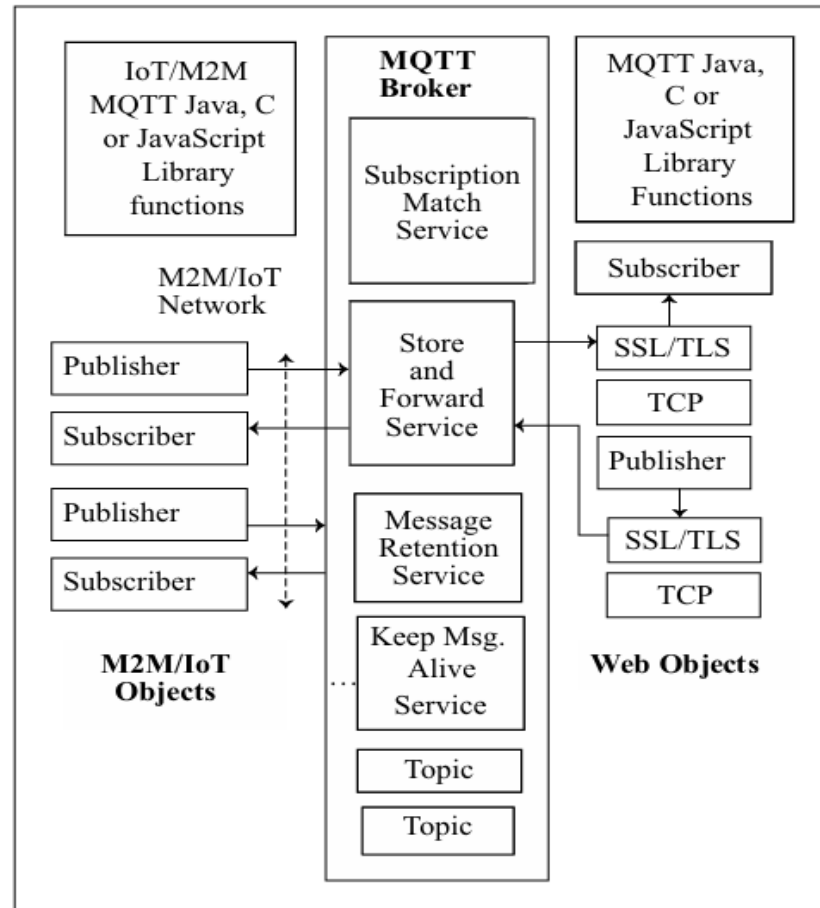 IoT/M2M
MQTT Java, C
or JavaScript
Library
functions
M2M/IoT
Network
Publisher
Subscriber
Publisher
Subscriber
M2M/IoT
Objects
MQTT
Broker
Subscription
Match
Service
Store
and
Forward
Service
Message
Retention
Service
Keep Msg.
Alive
Service
...
Topic
Topic
MQTT Java,
C or
JavaScript
Library
Functions
Subscriber
SSL/TLS
TCP
Publisher
SSL/TLS
TCP
Web Objects